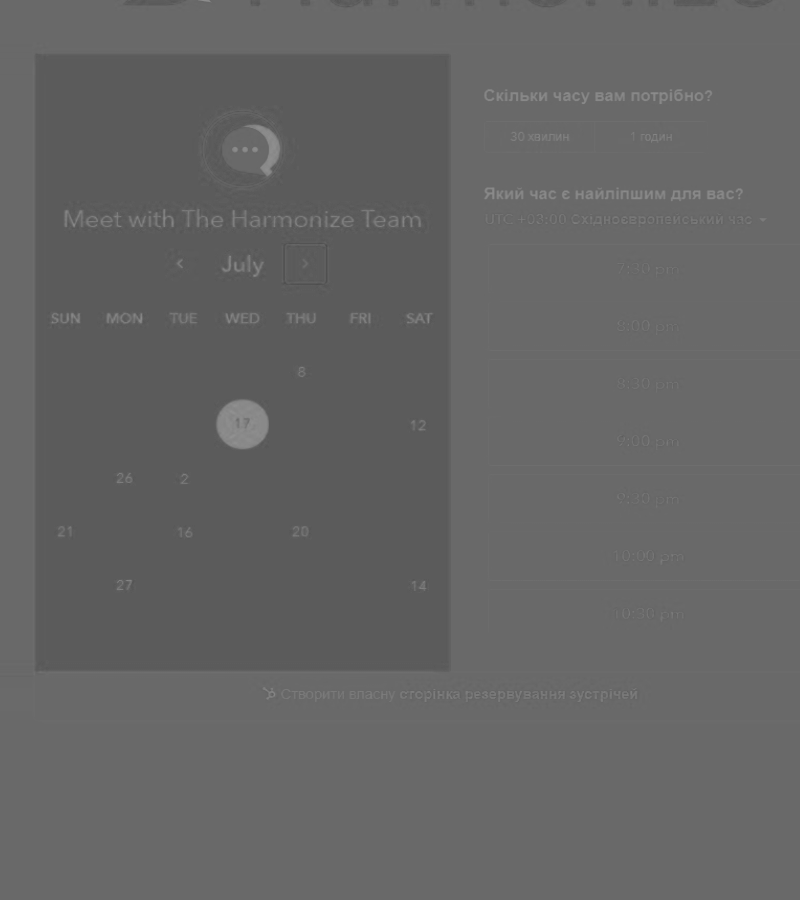 Harmonize
Meet with The Harmonize Team
July
SUN MON TUE WED THU FRI SAT
8
17 12
26 2
21 16 20
27 14
Скільки часу вам потрібно?
30 хвилин 1 годин
Який час є найліпшим для вас?
UTC +03:00 Східноєвропейський час
7:30 pm
8:00 pm
8:30 pm
9:00 pm
9:30 pm
10:00 pm
10:30 pm
Створити власну сторінка резервування зустрічей